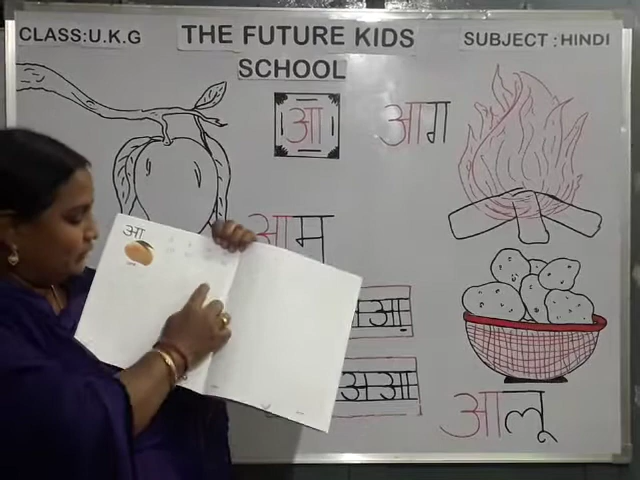 CLASS:U.K.G
THE FUTURE KIDS
SUBJECT : HINDI
SCHOOL
आ
आग
आम
आ
अ आ
आलू